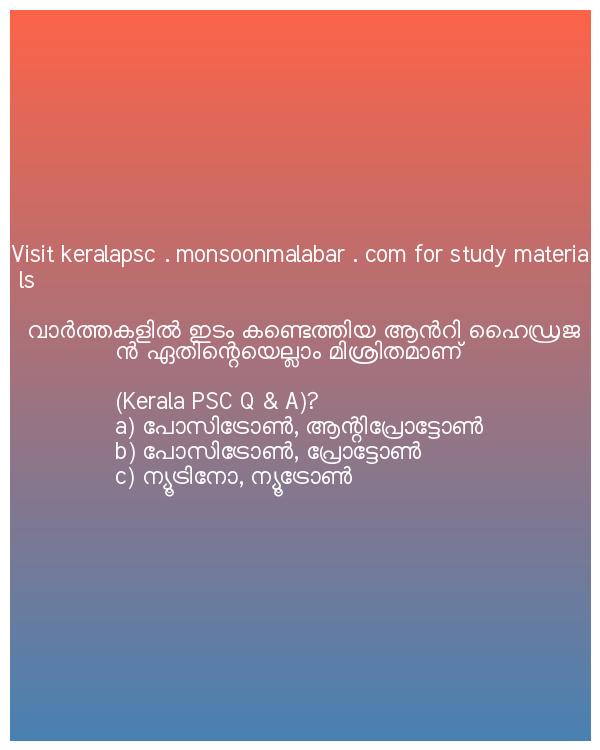 Visit keralapsc . monsoonmalabar . com for study materia
ls
വാർത്തകളിൽ ഇടം കണ്ടെത്തിയ ആൻറി ഹൈഡ്രജ
ൻ ഏതിന്റെയെല്ലാം മിശ്രിതമാണ്
(Kerala PSC Q & A)?
a) പോസിട്രോൺ, ആന്റിപ്രോട്ടോൺ
b) പോസിട്രോൺ, പ്രോട്ടോൺ
c) ന്യൂട്രിനോ, ന്യൂട്രോൺ